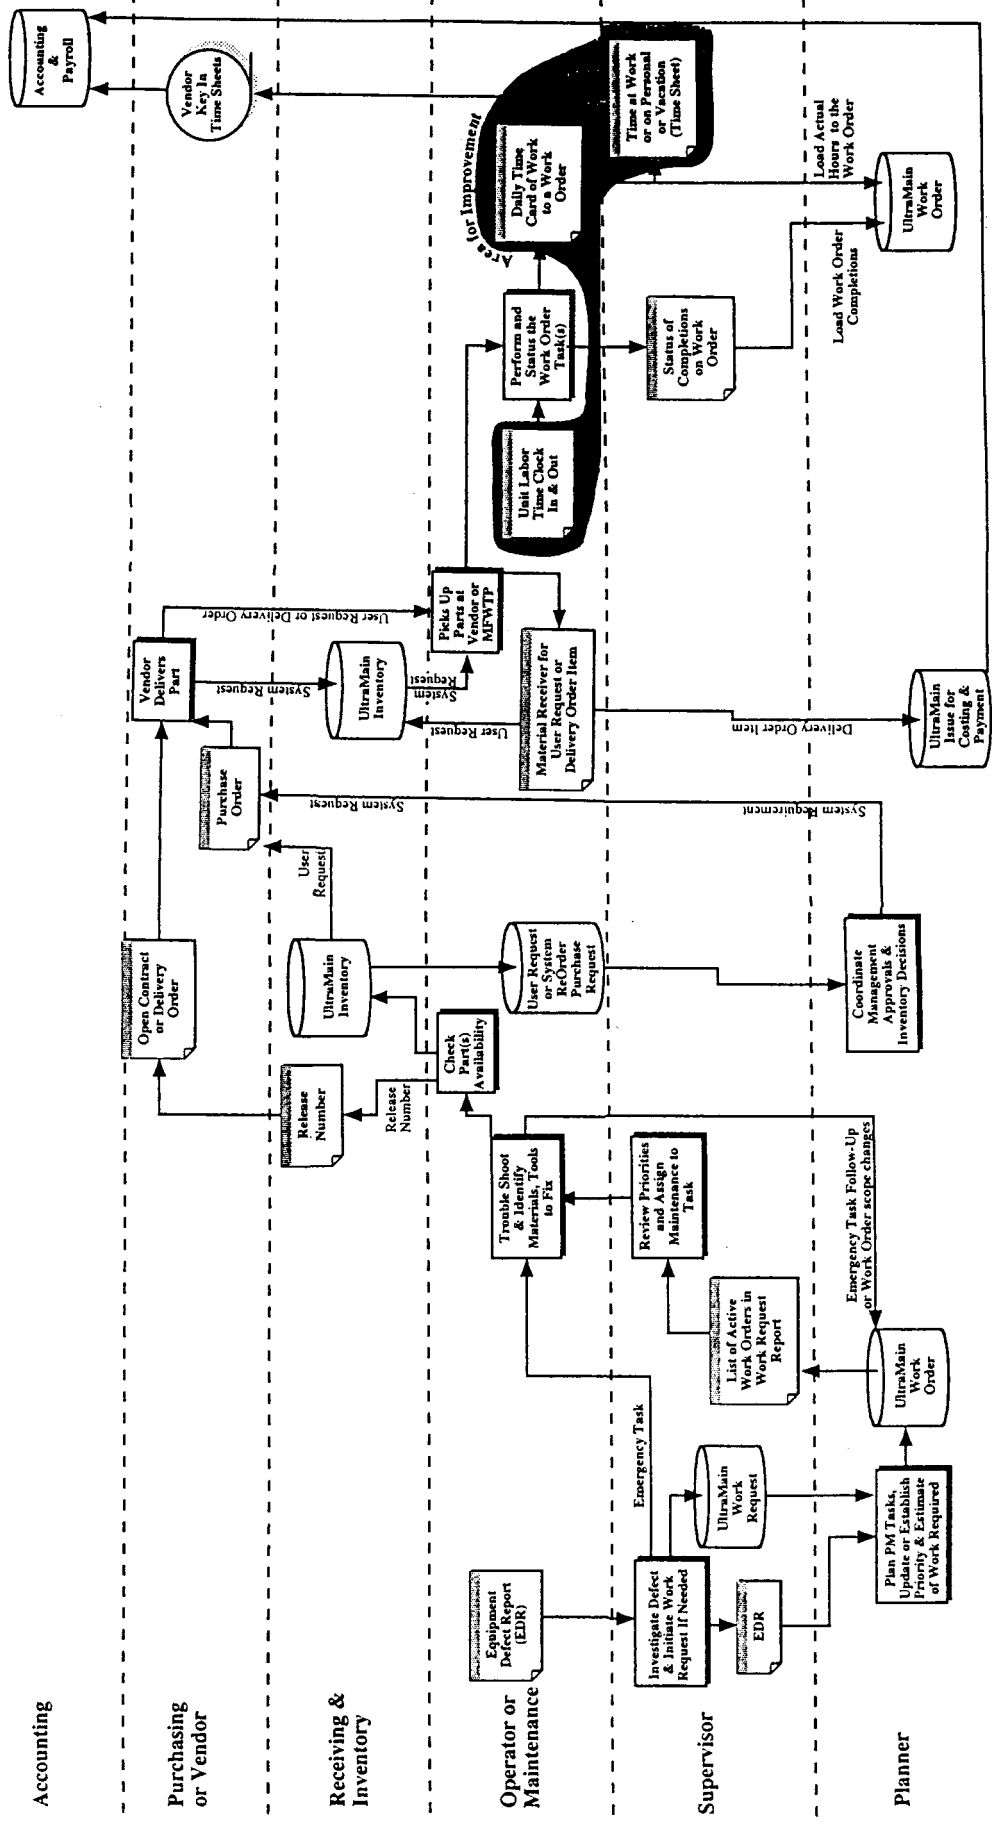 Accounting
Accounting
&
Payroll
Purchasing
or Vendor
Open Contract
or Delivery
Order
Purchase
Order
Vendor
Delivers
Part
Vendor
Key In
Time Sheets
Receiving &
Inventory
Release
Number
Release
Number
UltraMain
Inventory
User
Request
System Request
System Request
User Request or Delivery Order
UltraMain
Inventory
System
Request
User Request
Operator or
Maintenance
Equipment
Defect Report
(EDR)
Trouble Shoot
& Identify
Materials, Tools
to Fix
Check
Part(s)
Availability
User Request
or System
ReOrder
Purchase
Request
Material Receiver for
User Request or
Delivery Order Item
Picks Up
Parts at
Vendor or
MFWTP
Unit Labor
Time Clock
In & Out
Perform and
Status the
Work Order
Task(s)
Area for Improvement
Daily Time
Card of Work
to a Work
Order
Supervisor
Investigate Defect
& Initiate Work
Request If Needed
EDR
Emergency Task
UltraMain
Work
Request
List of Active
Work Orders in
Work Request
Report
Review Priorities
and Assign
Maintenance to
Task
System Requirement
Delivery Order Item
Status of
Completions
on Work
Order
Time at Work
or on Personal
or Vacation
(Time Sheet)
Planner
Plan PM Tasks,
Update or Establish
Priority & Estimate
of Work Required
UltraMain
Work
Order
Emergency Task Follow-Up
or Work Order scope changes
Coordinate
Management
Approvals &
Inventory Decisions
UltraMain
Issue for
Costing &
Payment
Load Work Order
Completions
Load Actual
Hours to the
Work Order
UltraMain
Work
Order